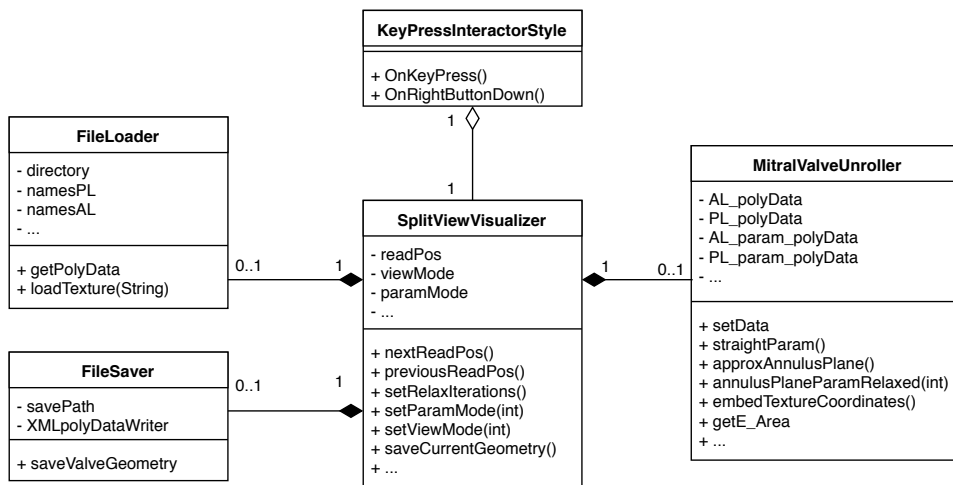 KeyPressInteractorStyle
+ OnKeyPress()
+ OnRightButtonDown()
1
1
FileLoader
- directory
- namesPL
- namesAL
- ...
+ getPolyData
+ loadTexture(String)
0..1
1
SplitViewVisualizer
- readPos
- viewMode
- paramMode
- ...
+ nextReadPos()
+ previousReadPos()
+ setRelaxIterations()
+ setParamMode(int)
+ setViewMode(int)
+ saveCurrentGeometry()
+ ...
1
0..1
MitralValveUnroller
- AL_polyData
- PL_polyData
- AL_param_polyData
- PL_param_polyData
- ...
+ setData
+ straightParam()
+ approxAnnulusPlane()
+ annulusPlaneParamRelaxed(int)
+ embedTextureCoordinates()
+ getE_Area
+ ...
FileSaver
- savePath
- XMLpolyDataWriter
+ saveValveGeometry
0..1
1